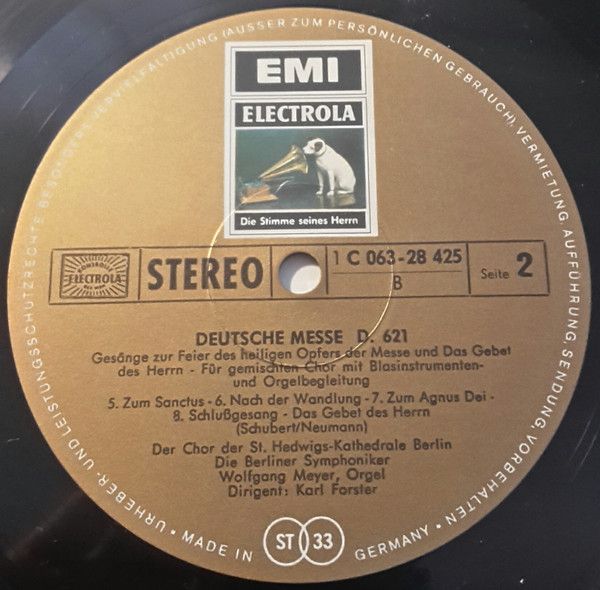 EMI
ELECTROLA
Die Stimme seines Herrn
ELECTROLA
STEREO
1 C 063-28 425
B
Seite 2
DEUTSCHE MESSE D. 621
Gesänge zur Feier des heiligen Opfers der Messe und Das Gebet
des Herrn - Für gemischten Chor mit Blasinstrumenten-
und Orgelbegleitung
5. Zum Sanctus - 6. Nach der Wandlung - 7. Zum Agnus Dei -
8. Schlußgesang - Das Gebet des Herrn
(Schubert/Neumann)
Der Chor der St. Hedwigs-Kathedrale Berlin
Die Berliner Symphoniker
Wolfgang Meyer, Orgel
Dirigent: Karl Forster
ST 33
• URHEBER- UND LEISTUNGSSCHUTZRECHTE, BESONDERS VERVIELFÄLTIGUNG (AUSSER ZUM PERSÖNLICHEN GEBRAUCH), VERMIETUNG, AUFFÜHRUNG, SENDUNG, VORBEHALTEN •
MADE IN GERMANY